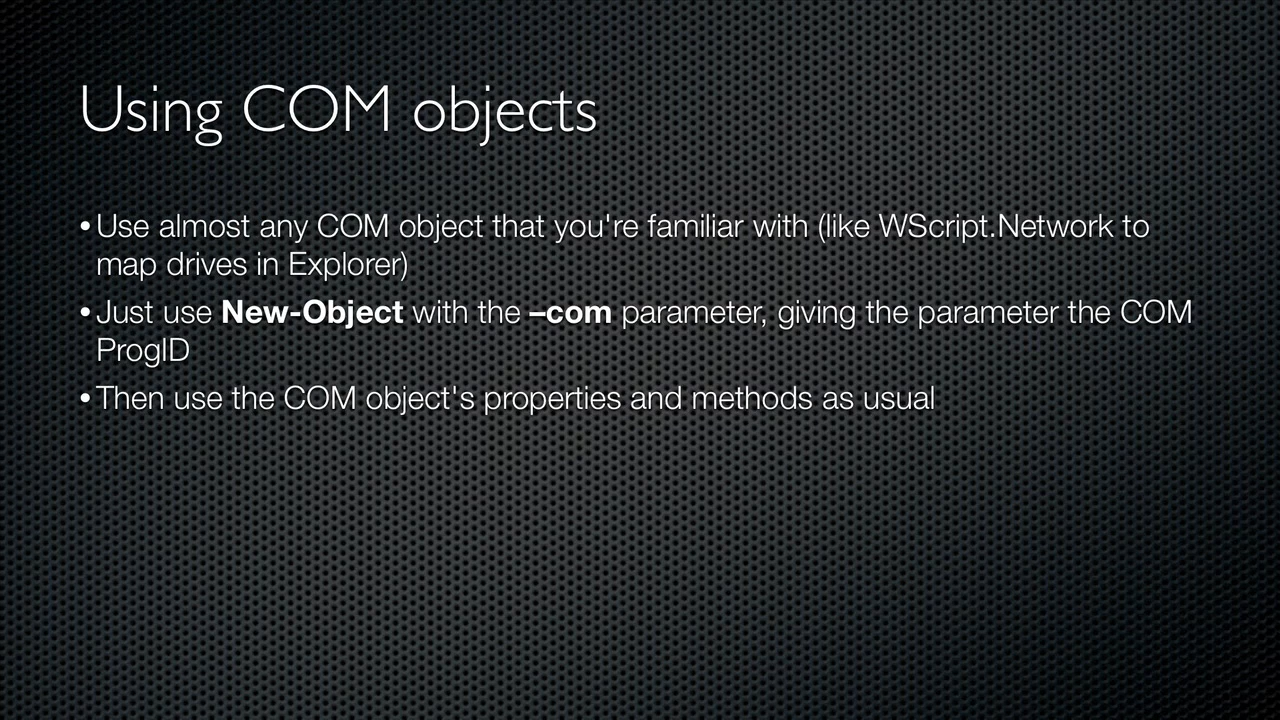 Using COM objects
•Use almost any COM object that you're familiar with (like WScript.Network to
map drives in Explorer)
•Just use New-Object with the –com parameter, giving the parameter the COM
ProgID
•Then use the COM object's properties and methods as usual